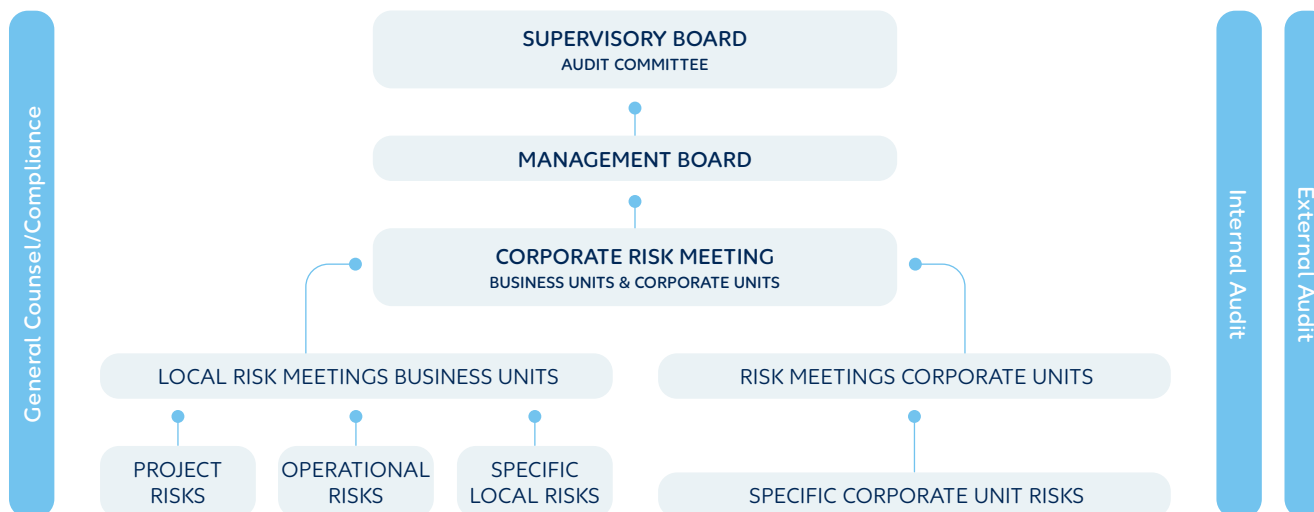 General Counsel/Compliance
SUPERVISORY BOARD
AUDIT COMMITTEE
MANAGEMENT BOARD
CORPORATE RISK MEETING
BUSINESS UNITS & CORPORATE UNITS
LOCAL RISK MEETINGS BUSINESS UNITS
RISK MEETINGS CORPORATE UNITS
PROJECT
RISKS
OPERATIONAL
RISKS
SPECIFIC
LOCAL RISKS
SPECIFIC CORPORATE UNIT RISKS
Internal Audit
External Audit